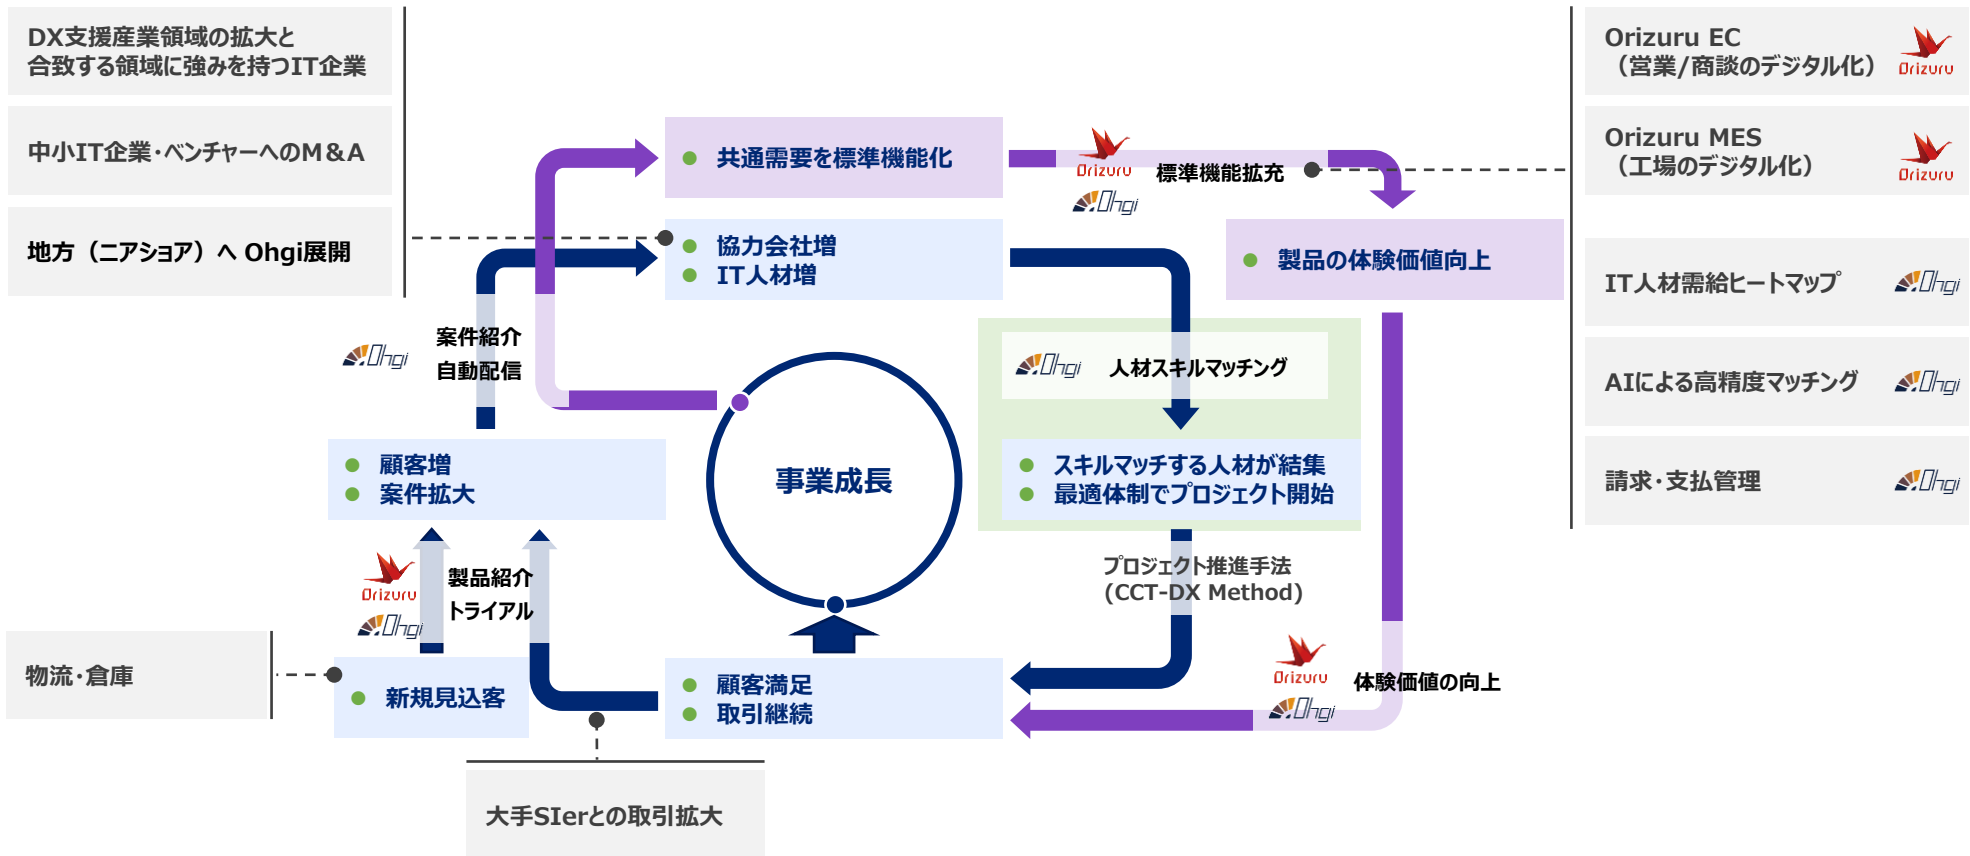 DX支援産業領域の拡大と
合致する領域に強みを持つIT企業
中小IT企業・ベンチャーへのM&A
地方（ニアショア）へ Ohgi展開
共通需要を標準機能化
Orizuru
Ohgi
標準機能拡充
Orizuru EC
（営業/商談のデジタル化）
Orizuru
Orizuru MES
（工場のデジタル化）
Orizuru
IT人材需給ヒートマップ
Ohgi
AIによる高精度マッチング
Ohgi
請求・支払管理
Ohgi
協力会社増
IT人材増
製品の体験価値向上
Ohgi
案件紹介
自動配信
Ohgi
人材スキルマッチング
顧客増
案件拡大
事業成長
スキルマッチする人材が結集
最適体制でプロジェクト開始
Orizuru
Ohgi
製品紹介
トライアル
プロジェクト推進手法
(CCT-DX Method)
物流・倉庫
新規見込客
顧客満足
取引継続
Orizuru
Ohgi
体験価値の向上
大手SIerとの取引拡大